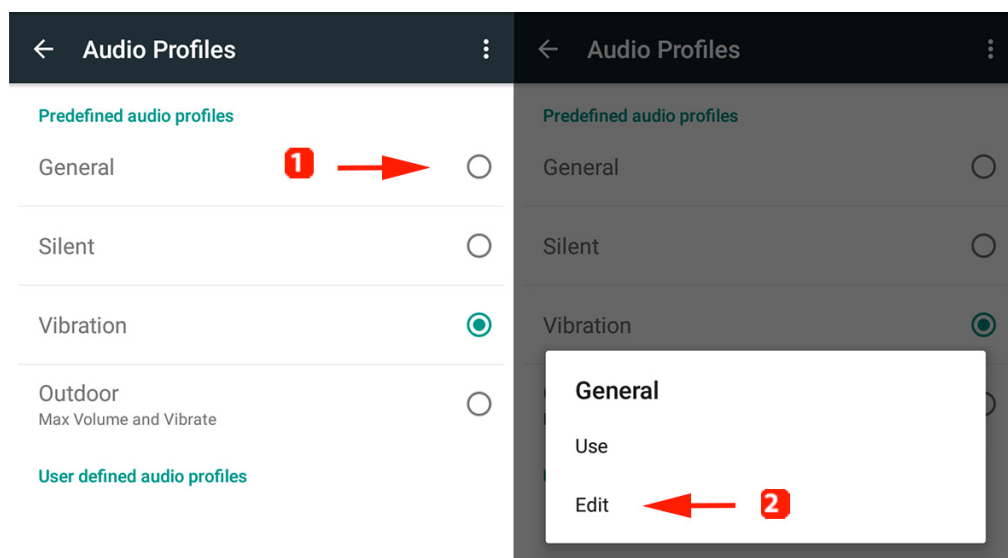 Audio Profiles
Predefined audio profiles
General
1
Silent
Vibration
Outdoor
Max Volume and Vibrate
User defined audio profiles
Audio Profiles
Predefined audio profiles
General
Silent
Vibration
General
Use
Edit
2